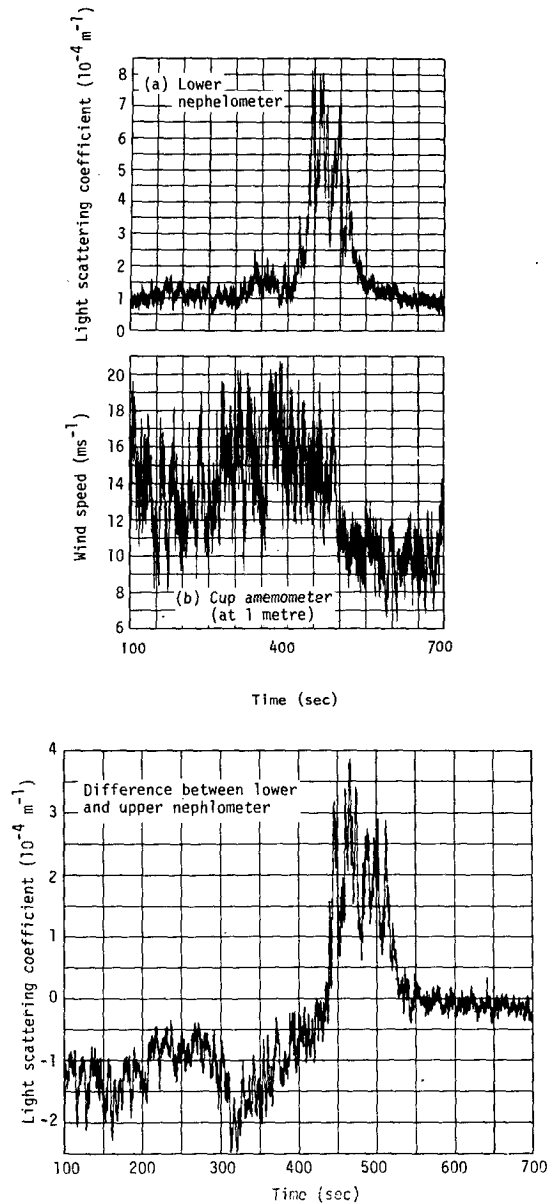 Light scattering coefficient (10⁻⁴ m⁻¹)
8
7
6
5
4
3
2
1
0
(a) Lower
nephelometer
Wind speed (ms⁻¹)
20
18
16
14
12
10
8
6
(b) Cup amemometer
(at 1 metre)
100 400 700
Time (sec)
Light scattering coefficient (10⁻⁴ m⁻¹)
4
3
2
1
0
-1
-2
Difference between lower
and upper nephlometer
100 200 300 400 500 600 700
Time (sec)